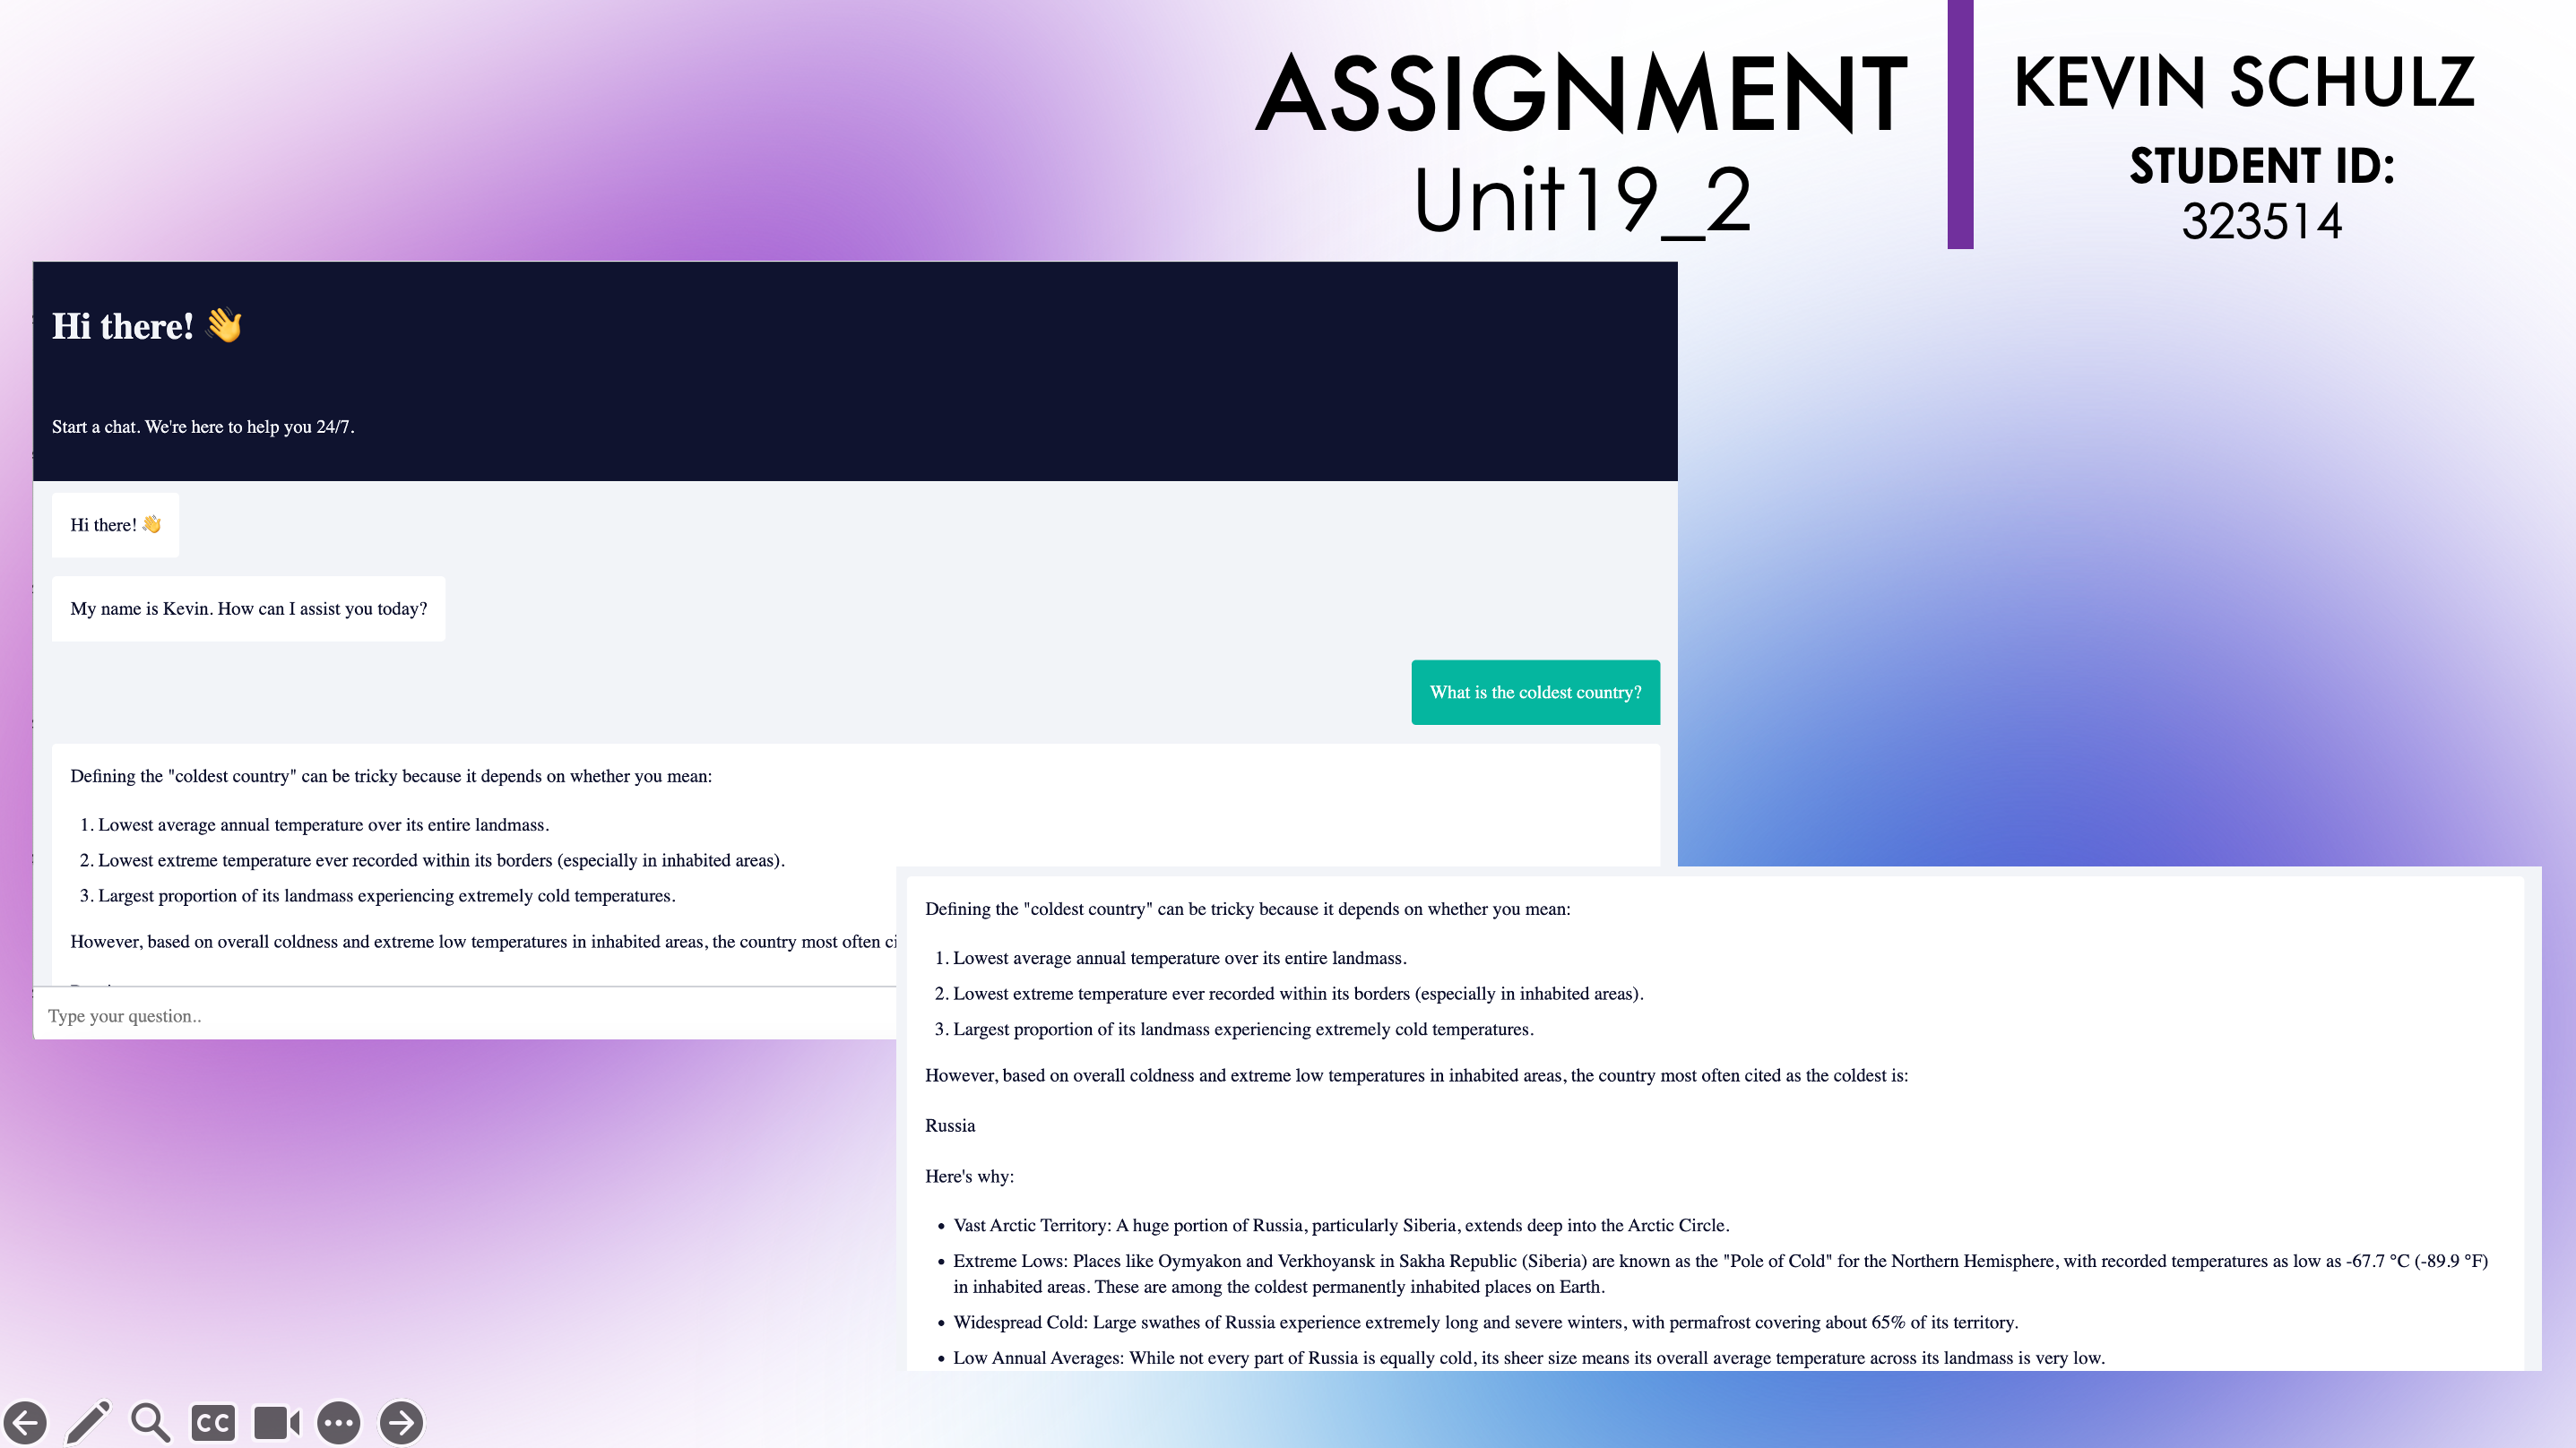 ASSIGNMENT
Unit19_2
KEVIN SCHULZ
STUDENT ID:
323514
Hi there! 👋
Start a chat. We're here to help you 24/7.
Hi there! 👋
My name is Kevin. How can I assist you today?
What is the coldest country?
Defining the "coldest country" can be tricky because it depends on whether you mean:
1. Lowest average annual temperature over its entire landmass.
2. Lowest extreme temperature ever recorded within its borders (especially in inhabited areas).
3. Largest proportion of its landmass experiencing extremely cold temperatures.
However, based on overall coldness and extreme low temperatures in inhabited areas, the country most often
Type your question..
Defining the "coldest country" can be tricky because it depends on whether you mean:
1. Lowest average annual temperature over its entire landmass.
2. Lowest extreme temperature ever recorded within its borders (especially in inhabited areas).
3. Largest proportion of its landmass experiencing extremely cold temperatures.
However, based on overall coldness and extreme low temperatures in inhabited areas, the country most often cited as the coldest is:
Russia
Here's why:
• Vast Arctic Territory: A huge portion of Russia, particularly Siberia, extends deep into the Arctic Circle.
• Extreme Lows: Places like Oymyakon and Verkhoyansk in Sakha Republic (Siberia) are known as the "Pole of Cold" for the Northern Hemisphere, with recorded temperatures as low as -67.7 °C (-89.9 °F)
in inhabited areas. These are among the coldest permanently inhabited places on Earth.
• Widespread Cold: Large swathes of Russia experience extremely long and severe winters, with permafrost covering about 65% of its territory.
• Low Annual Averages: While not every part of Russia is equally cold, its sheer size means its overall average temperature across its landmass is very low.
CC